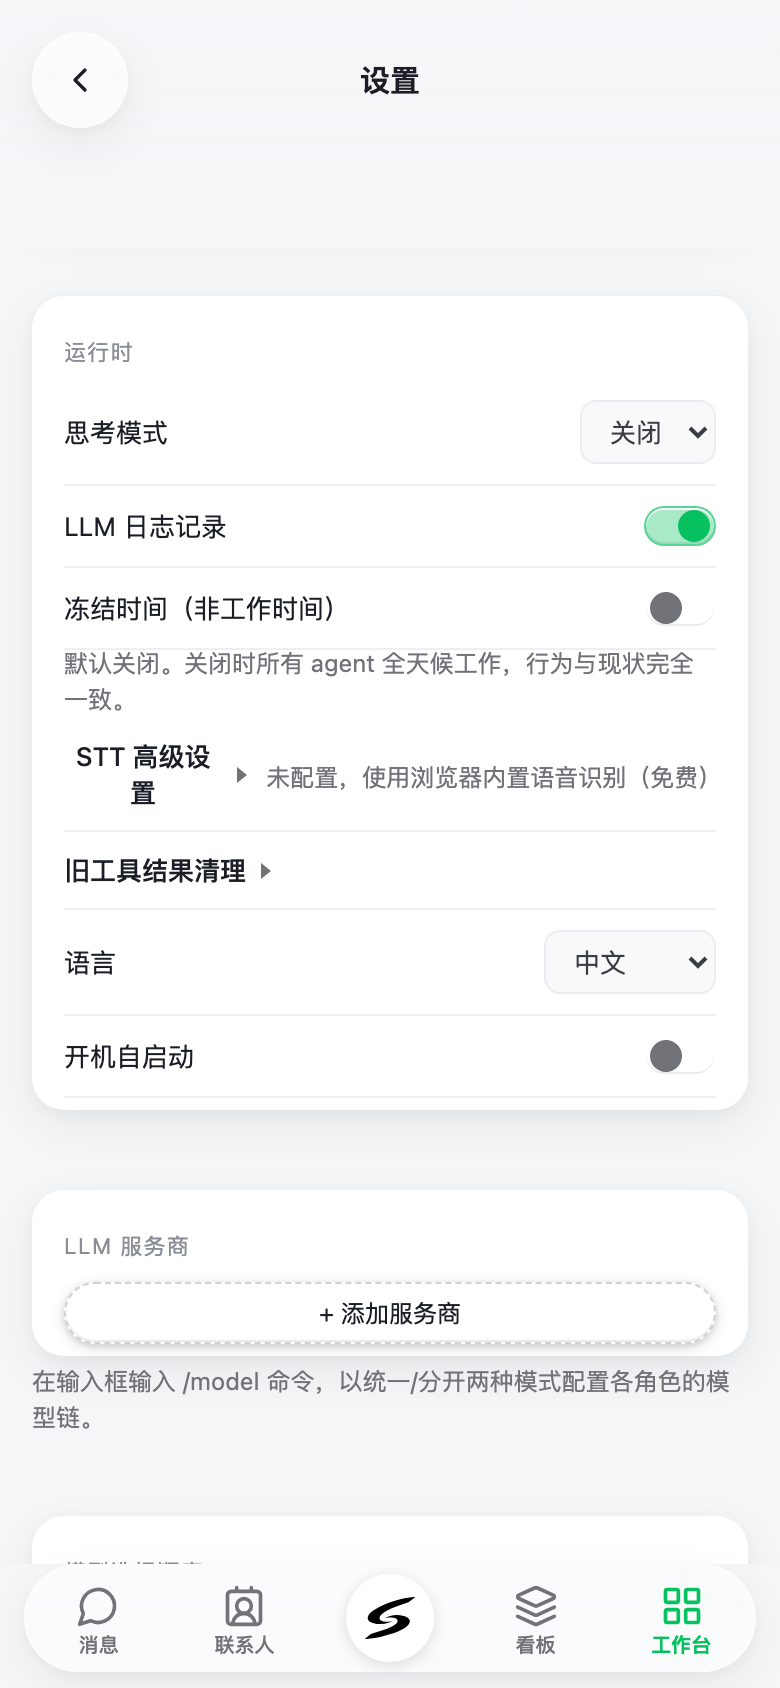 设置
运行时
思考模式
关闭
LLM 日志记录
冻结时间（非工作时间）
默认关闭。关闭时所有 agent 全天候工作，行为与现状完全
一致。
STT 高级设
置
未配置，使用浏览器内置语音识别（免费）
旧工具结果清理
语言
中文
开机自启动
LLM 服务商
+ 添加服务商
在输入框输入 /model 命令，以统一/分开两种模式配置各角色的模
型链。
消息
联系人
看板
工作台